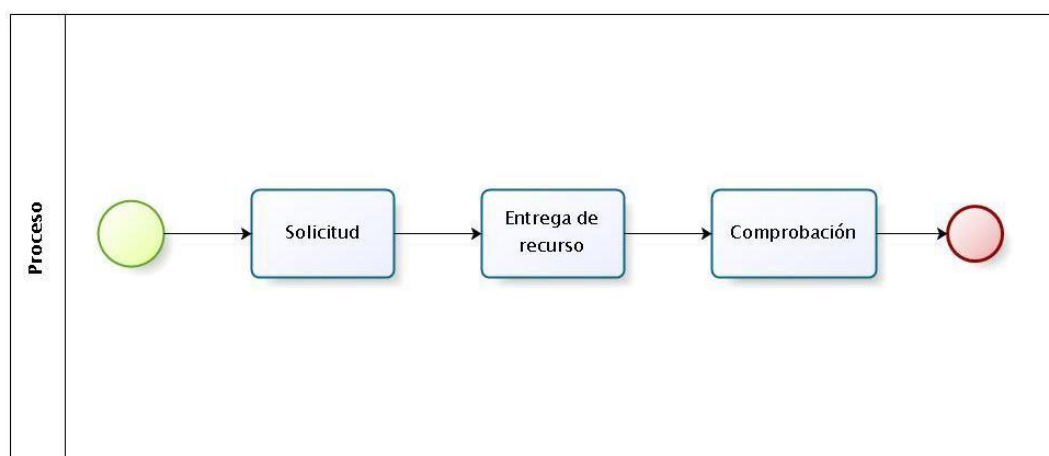 Proceso
Solicitud
Entrega de
recurso
Comprobación